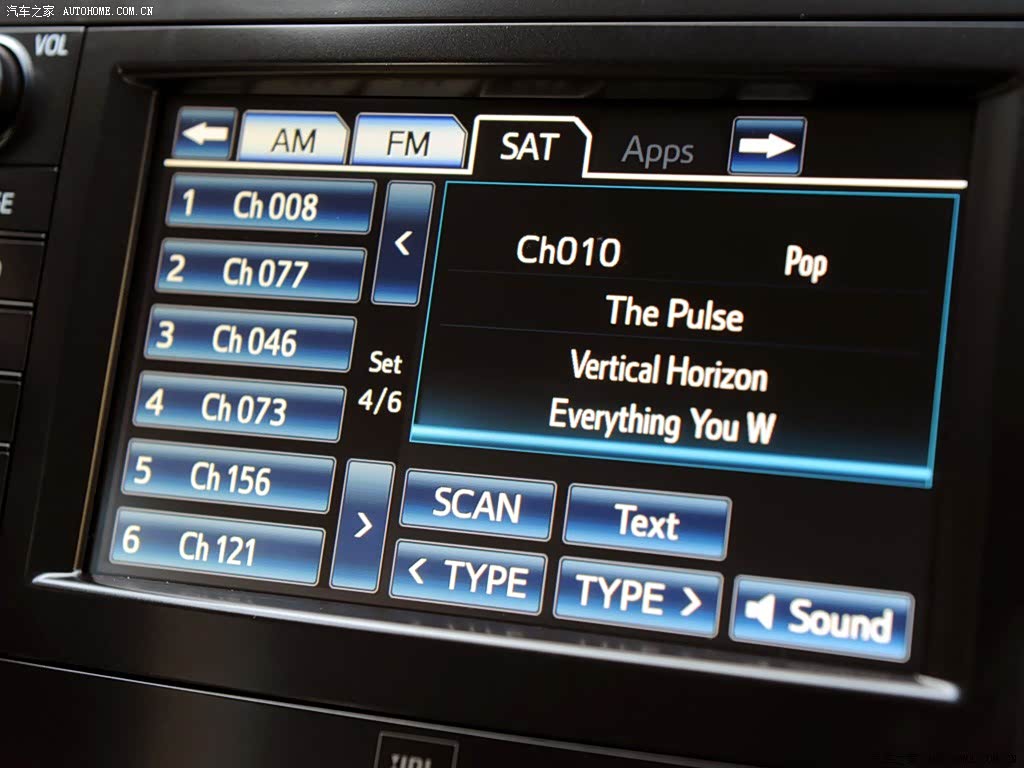 汽车之家 AUTOHOME.COM.CN
VOL
AM FM SAT Apps
1 Ch 008
2 Ch 077
3 Ch 046
4 Ch 073
5 Ch 156
6 Ch 121
<
Set
4/6
>
Ch010 Pop
The Pulse
Vertical Horizon
Everything You W
SCAN Text
< TYPE TYPE > Sound
JBL